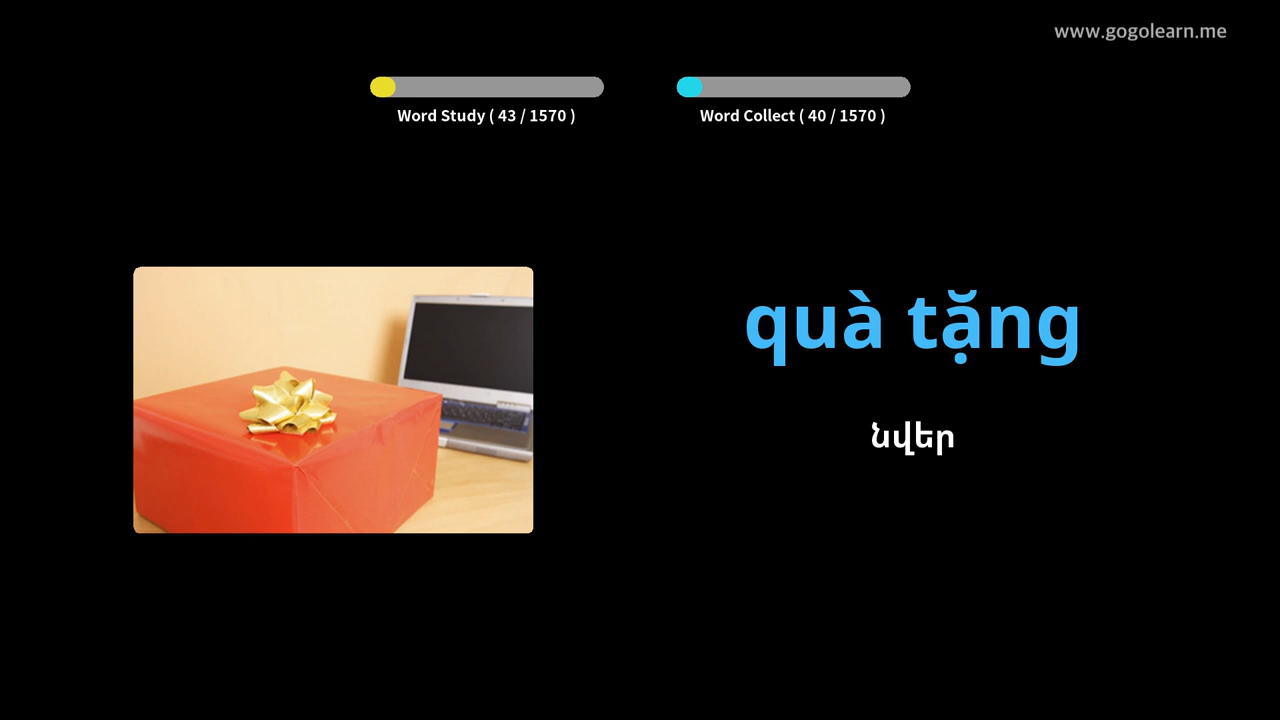 www.gogolearn.me
Word Study ( 43 / 1570 )
Word Collect ( 40 / 1570 )
quà tặng
նվեր